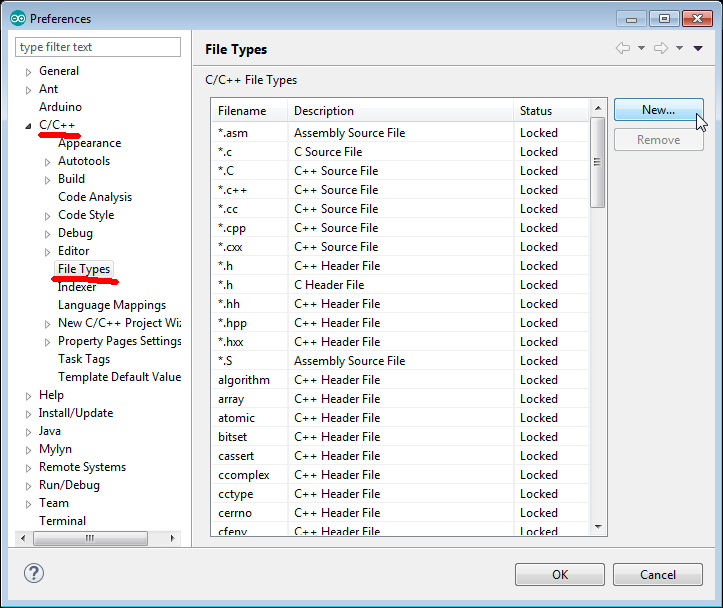 Preferences
type filter text
General
Ant
Arduino
C/C++
Appearance
Autotools
Build
Code Analysis
Code Style
Debug
Editor
File Types
Indexer
Language Mappings
New C/C++ Project Wiz
Property Pages Settings
Task Tags
Template Default Value
Help
Install/Update
Java
Mylyn
Remote Systems
Run/Debug
Team
Terminal
File Types
C/C++ File Types
Filename Description Status
*.asm Assembly Source File Locked
*.c C Source File Locked
*.C C++ Source File Locked
*.c++ C++ Source File Locked
*.cc C++ Source File Locked
*.cpp C++ Source File Locked
*.cxx C++ Source File Locked
*.h C++ Header File Locked
*.h C Header File Locked
*.hh C++ Header File Locked
*.hpp C++ Header File Locked
*.hxx C++ Header File Locked
*.S Assembly Source File Locked
algorithm C++ Header File Locked
array C++ Header File Locked
atomic C++ Header File Locked
bitset C++ Header File Locked
cassert C++ Header File Locked
ccomplex C++ Header File Locked
cctype C++ Header File Locked
cerrno C++ Header File Locked
cfenv C++ Header File Locked
New...
Remove
?
OK
Cancel